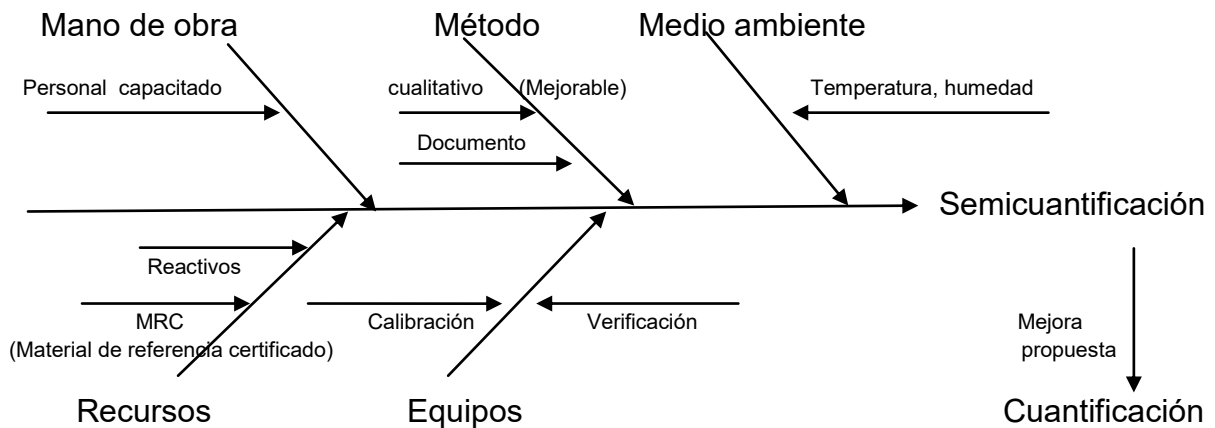 Mano de obra
Método
Medio ambiente
Personal capacitado
cualitativo (Mejorable)
Temperatura, humedad
Documento
Semicuantificación
Reactivos
MRC
(Material de referencia certificado)
Calibración
Verificación
Mejora
propuesta
Recursos
Equipos
Cuantificación